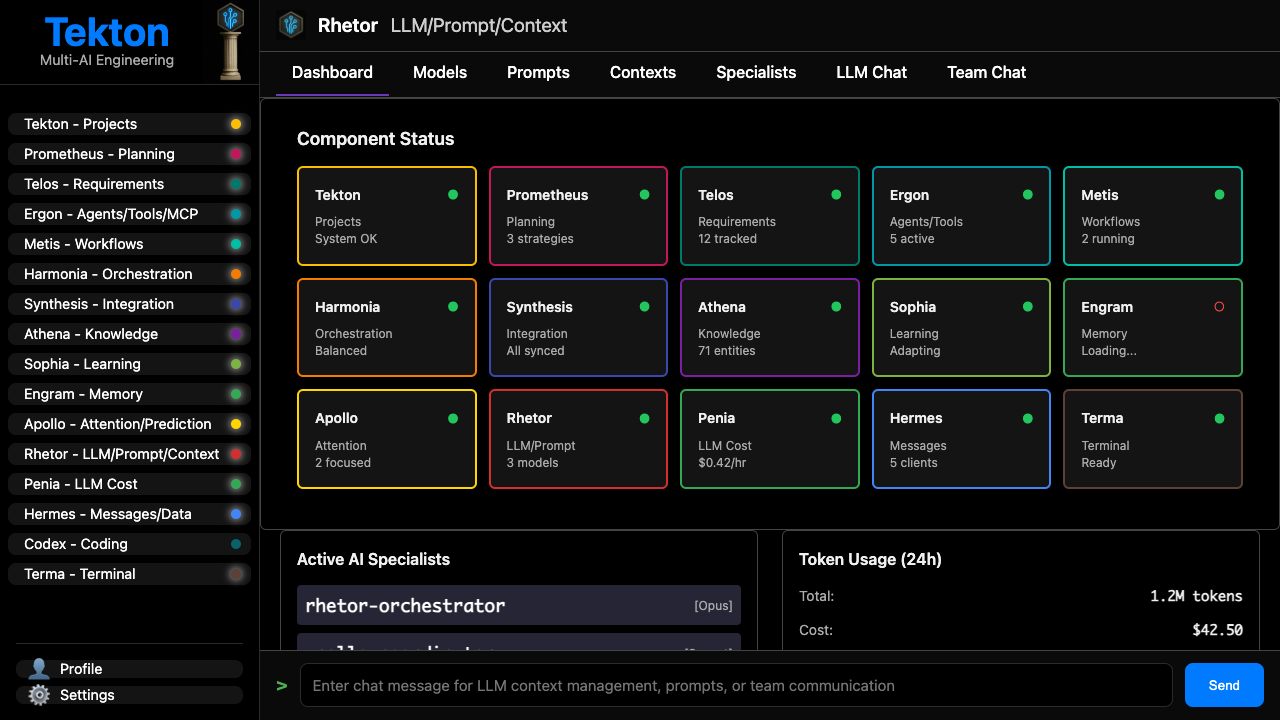 Tekton
Multi-AI Engineering
Tekton - Projects
Prometheus - Planning
Telos - Requirements
Ergon - Agents/Tools/MCP
Metis - Workflows
Harmonia - Orchestration
Synthesis - Integration
Athena - Knowledge
Sophia - Learning
Engram - Memory
Apollo - Attention/Prediction
Rhetor - LLM/Prompt/Context
Penia - LLM Cost
Hermes - Messages/Data
Codex - Coding
Terma - Terminal
Profile
Settings
Rhetor LLM/Prompt/Context
Dashboard Models Prompts Contexts Specialists LLM Chat Team Chat
Component Status
Tekton
Projects
System OK
Prometheus
Planning
3 strategies
Telos
Requirements
12 tracked
Ergon
Agents/Tools
5 active
Metis
Workflows
2 running
Harmonia
Orchestration
Balanced
Synthesis
Integration
All synced
Athena
Knowledge
71 entities
Sophia
Learning
Adapting
Engram
Memory
Loading...
Apollo
Attention
2 focused
Rhetor
LLM/Prompt
3 models
Penia
LLM Cost
$0.42/hr
Hermes
Messages
5 clients
Terma
Terminal
Ready
Active AI Specialists
rhetor-orchestrator [Opus]
Token Usage (24h)
Total: 1.2M tokens
Cost: $42.50
> Enter chat message for LLM context management, prompts, or team communication
Send